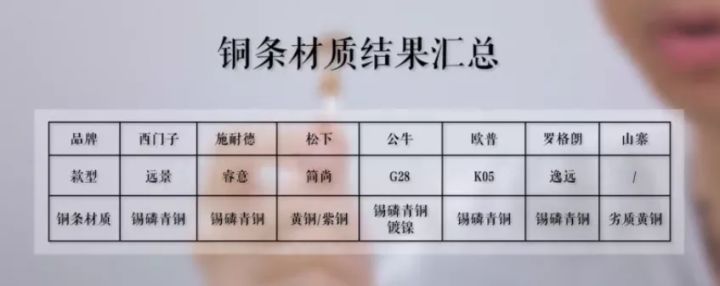 铜条材质结果汇总
品牌 西门子 施耐德 松下 公牛 欧普 罗格朗 山寨
款型 远景 睿意 简尚 G28 K05 逸远 /
铜条材质 锡磷青铜 锡磷青铜 黄铜/紫铜 锡磷青铜镀镍 锡磷青铜 锡磷青铜 劣质黄铜